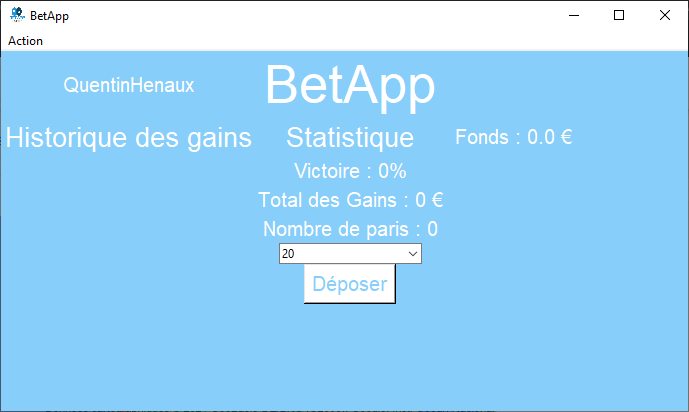 BetApp
Action
QuentinHenaux
BetApp
Historique des gains
Statistique
Fonds : 0.0 €
Victoire : 0%
Total des Gains : 0 €
Nombre de paris : 0
20
Déposer